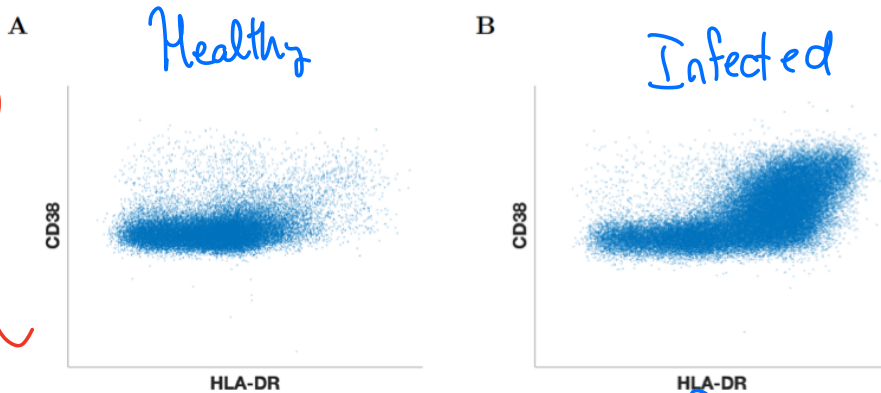 A
Healthy
B
Infected
CD38
HLA-DR
CD38
HLA-DR